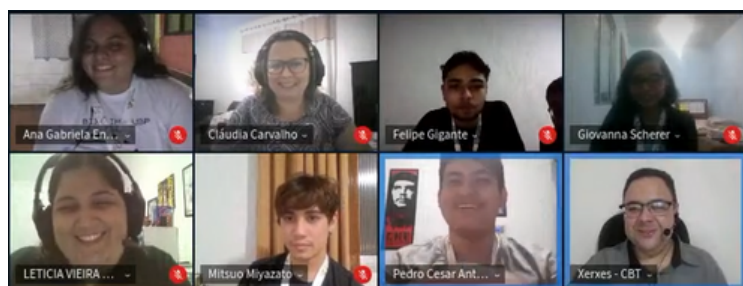 Ana Gabriela En...
Cláudia Carvalho
Felipe Gigante
Giovanna Scherer
LETICIA VIEIRA ...
Mitsuo Miyazato
Pedro Cesar Ant...
Xerxes - CBT